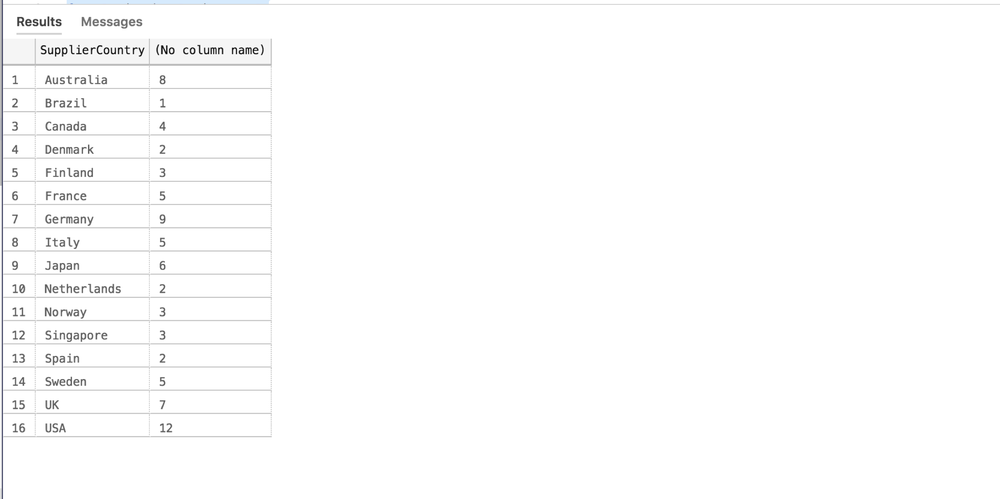 Results Messages
SupplierCountry (No column name)
1 Australia 8
2 Brazil 1
3 Canada 4
4 Denmark 2
5 Finland 3
6 France 5
7 Germany 9
8 Italy 5
9 Japan 6
10 Netherlands 2
11 Norway 3
12 Singapore 3
13 Spain 2
14 Sweden 5
15 UK 7
16 USA 12